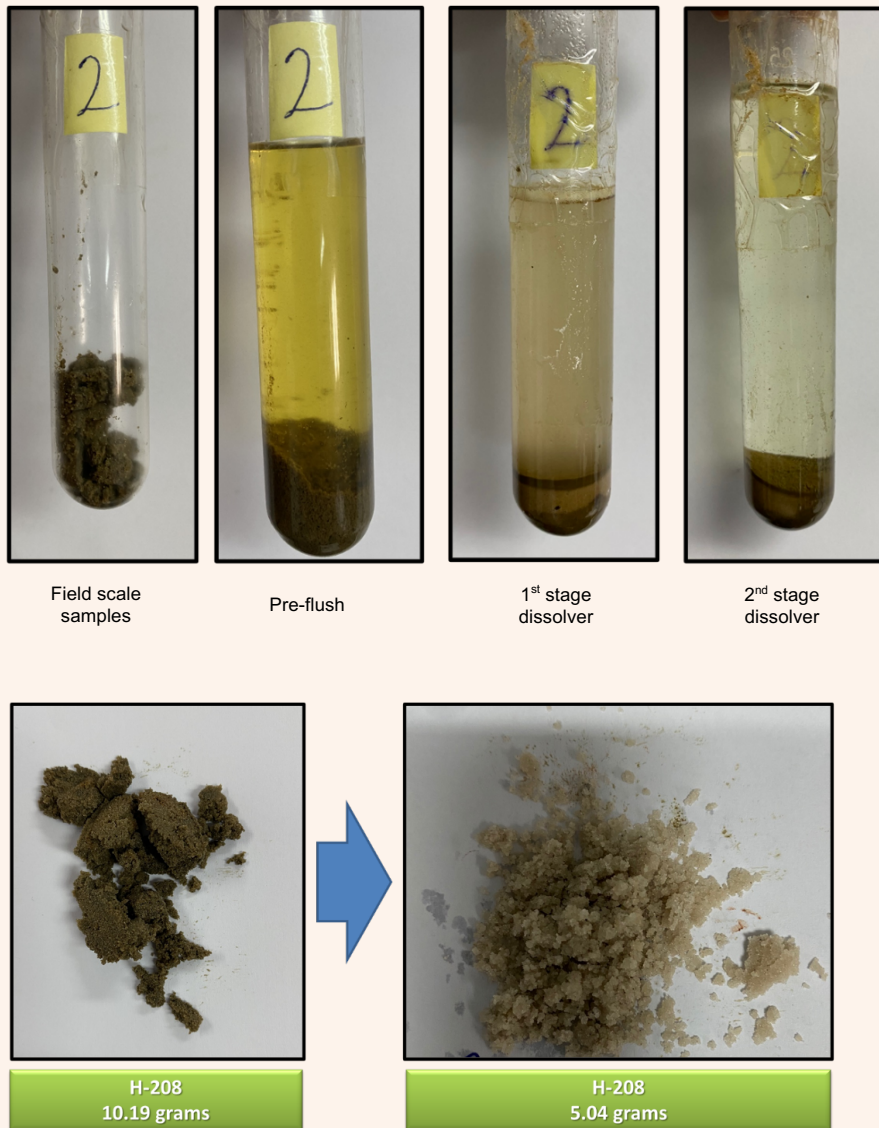 2
2
2
Field scale
samples
Pre-flush
1st stage
dissolver
2nd stage
dissolver
H-208
10.19 grams
H-208
5.04 grams